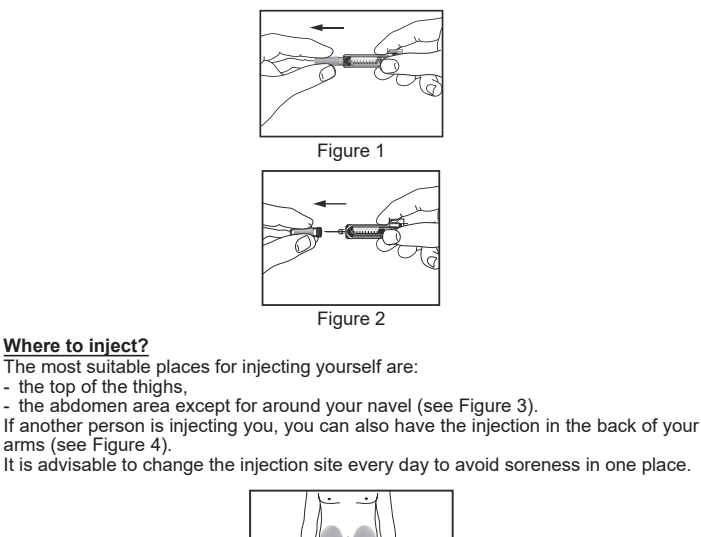 Figure 1
Figure 2
Where to inject?
The most suitable places for injecting yourself are:
- the top of the thighs,
- the abdomen area except for around your navel (see Figure 3).
If another person is injecting you, you can also have the injection in the back of your
arms (see Figure 4).
It is advisable to change the injection site every day to avoid soreness in one place.